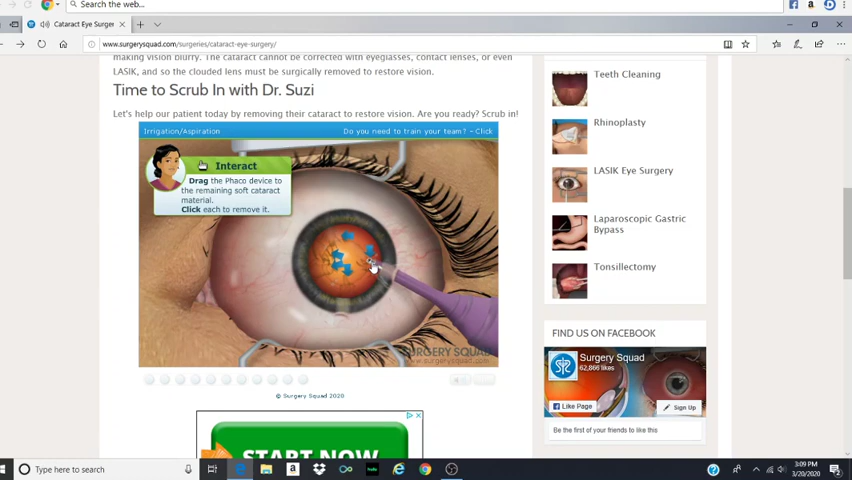 Search the web...
Cataract Eye Surger
www.surgerysquad.com/surgeries/cataract-eye-surgery/
making vision blurry. The cataract cannot be corrected with eyeglasses, contact lenses, or even
LASIK, and so the clouded lens must be surgically removed to restore vision.
Time to Scrub In with Dr. Suzi
Let's help our patient today by removing their cataract to restore vision. Are you ready? Scrub in!
Irrigation/Aspiration
Do you need to train your team? - Click
Interact
Drag the Phaco device to
the remaining soft cataract
material.
Click each to remove it.
SURGERY SQUAD
www.surgerysquad.com
© Surgery Squad 2020
START NOW
Teeth Cleaning
Rhinoplasty
LASIK Eye Surgery
Laparoscopic Gastric
Bypass
Tonsillectomy
FIND US ON FACEBOOK
Surgery Squad
62,866 likes
Like Page
Sign Up
Be the first of your friends to like this
Type here to search
hulu
3:09 PM
3/20/2020